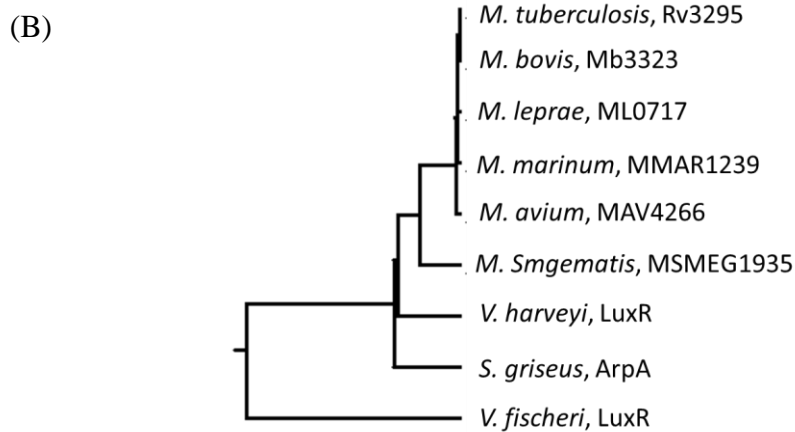 (B)
M. tuberculosis, Rv3295
M. bovis, Mb3323
M. leprae, ML0717
M. marinum, MMAR1239
M. avium, MAV4266
M. Smgematis, MSMEG1935
V. harveyi, LuxR
S. griseus, ArpA
V. fischeri, LuxR